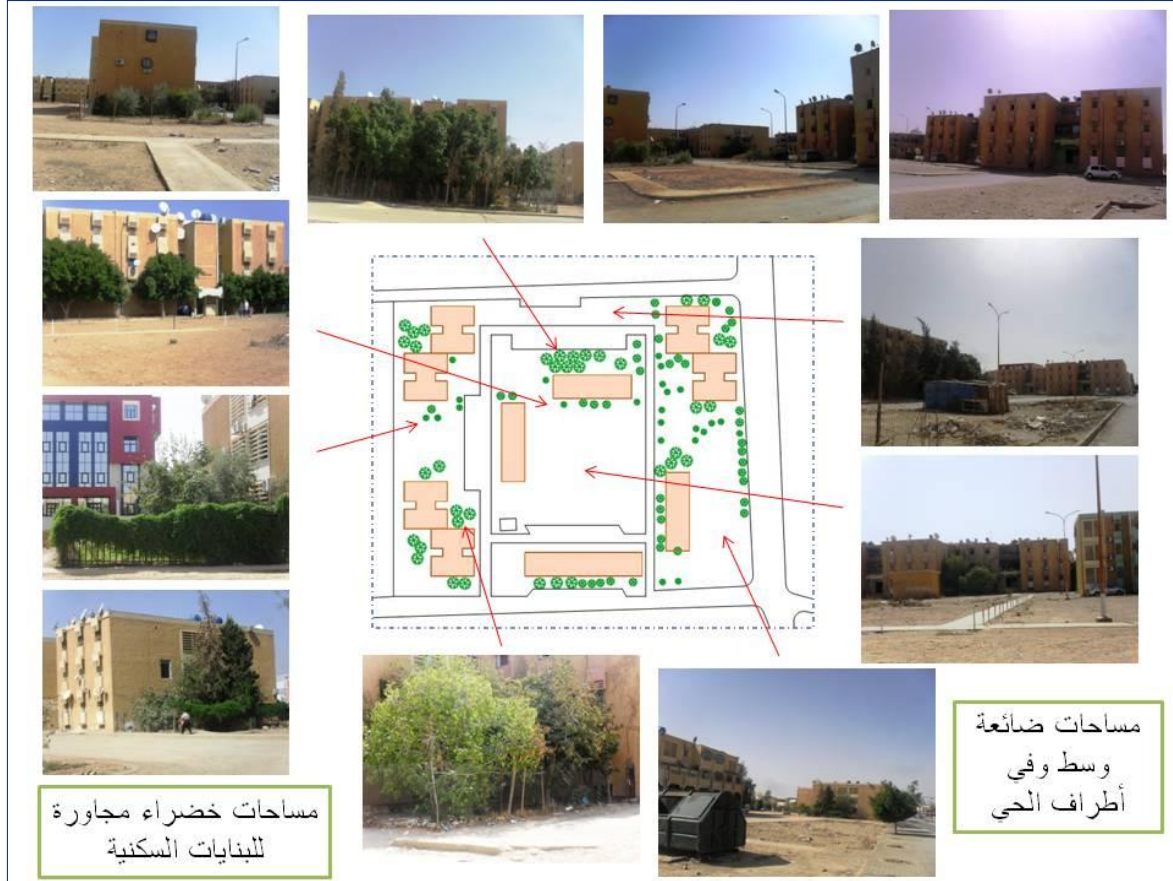 مساحات ضائعة
وسط وفي
أطراف الحي
مساحات خضراء مجاورة
للبنايات السكنية